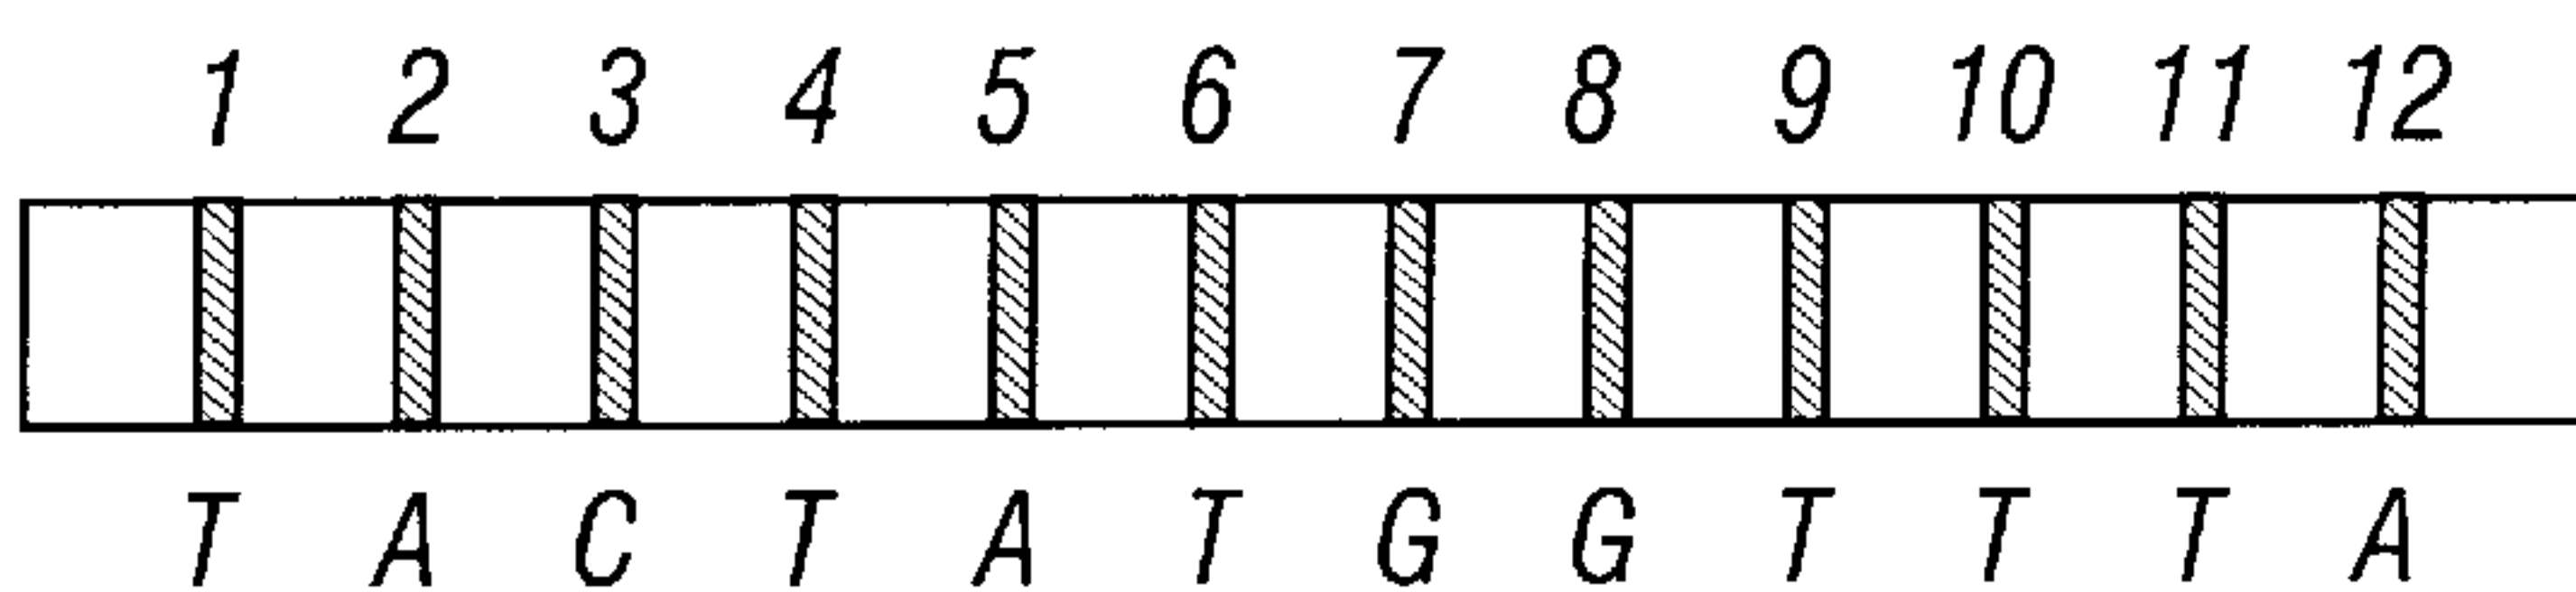 1 2 3 4 5 6 7 8 9 10 11 12
T A C T A T G G T T T A